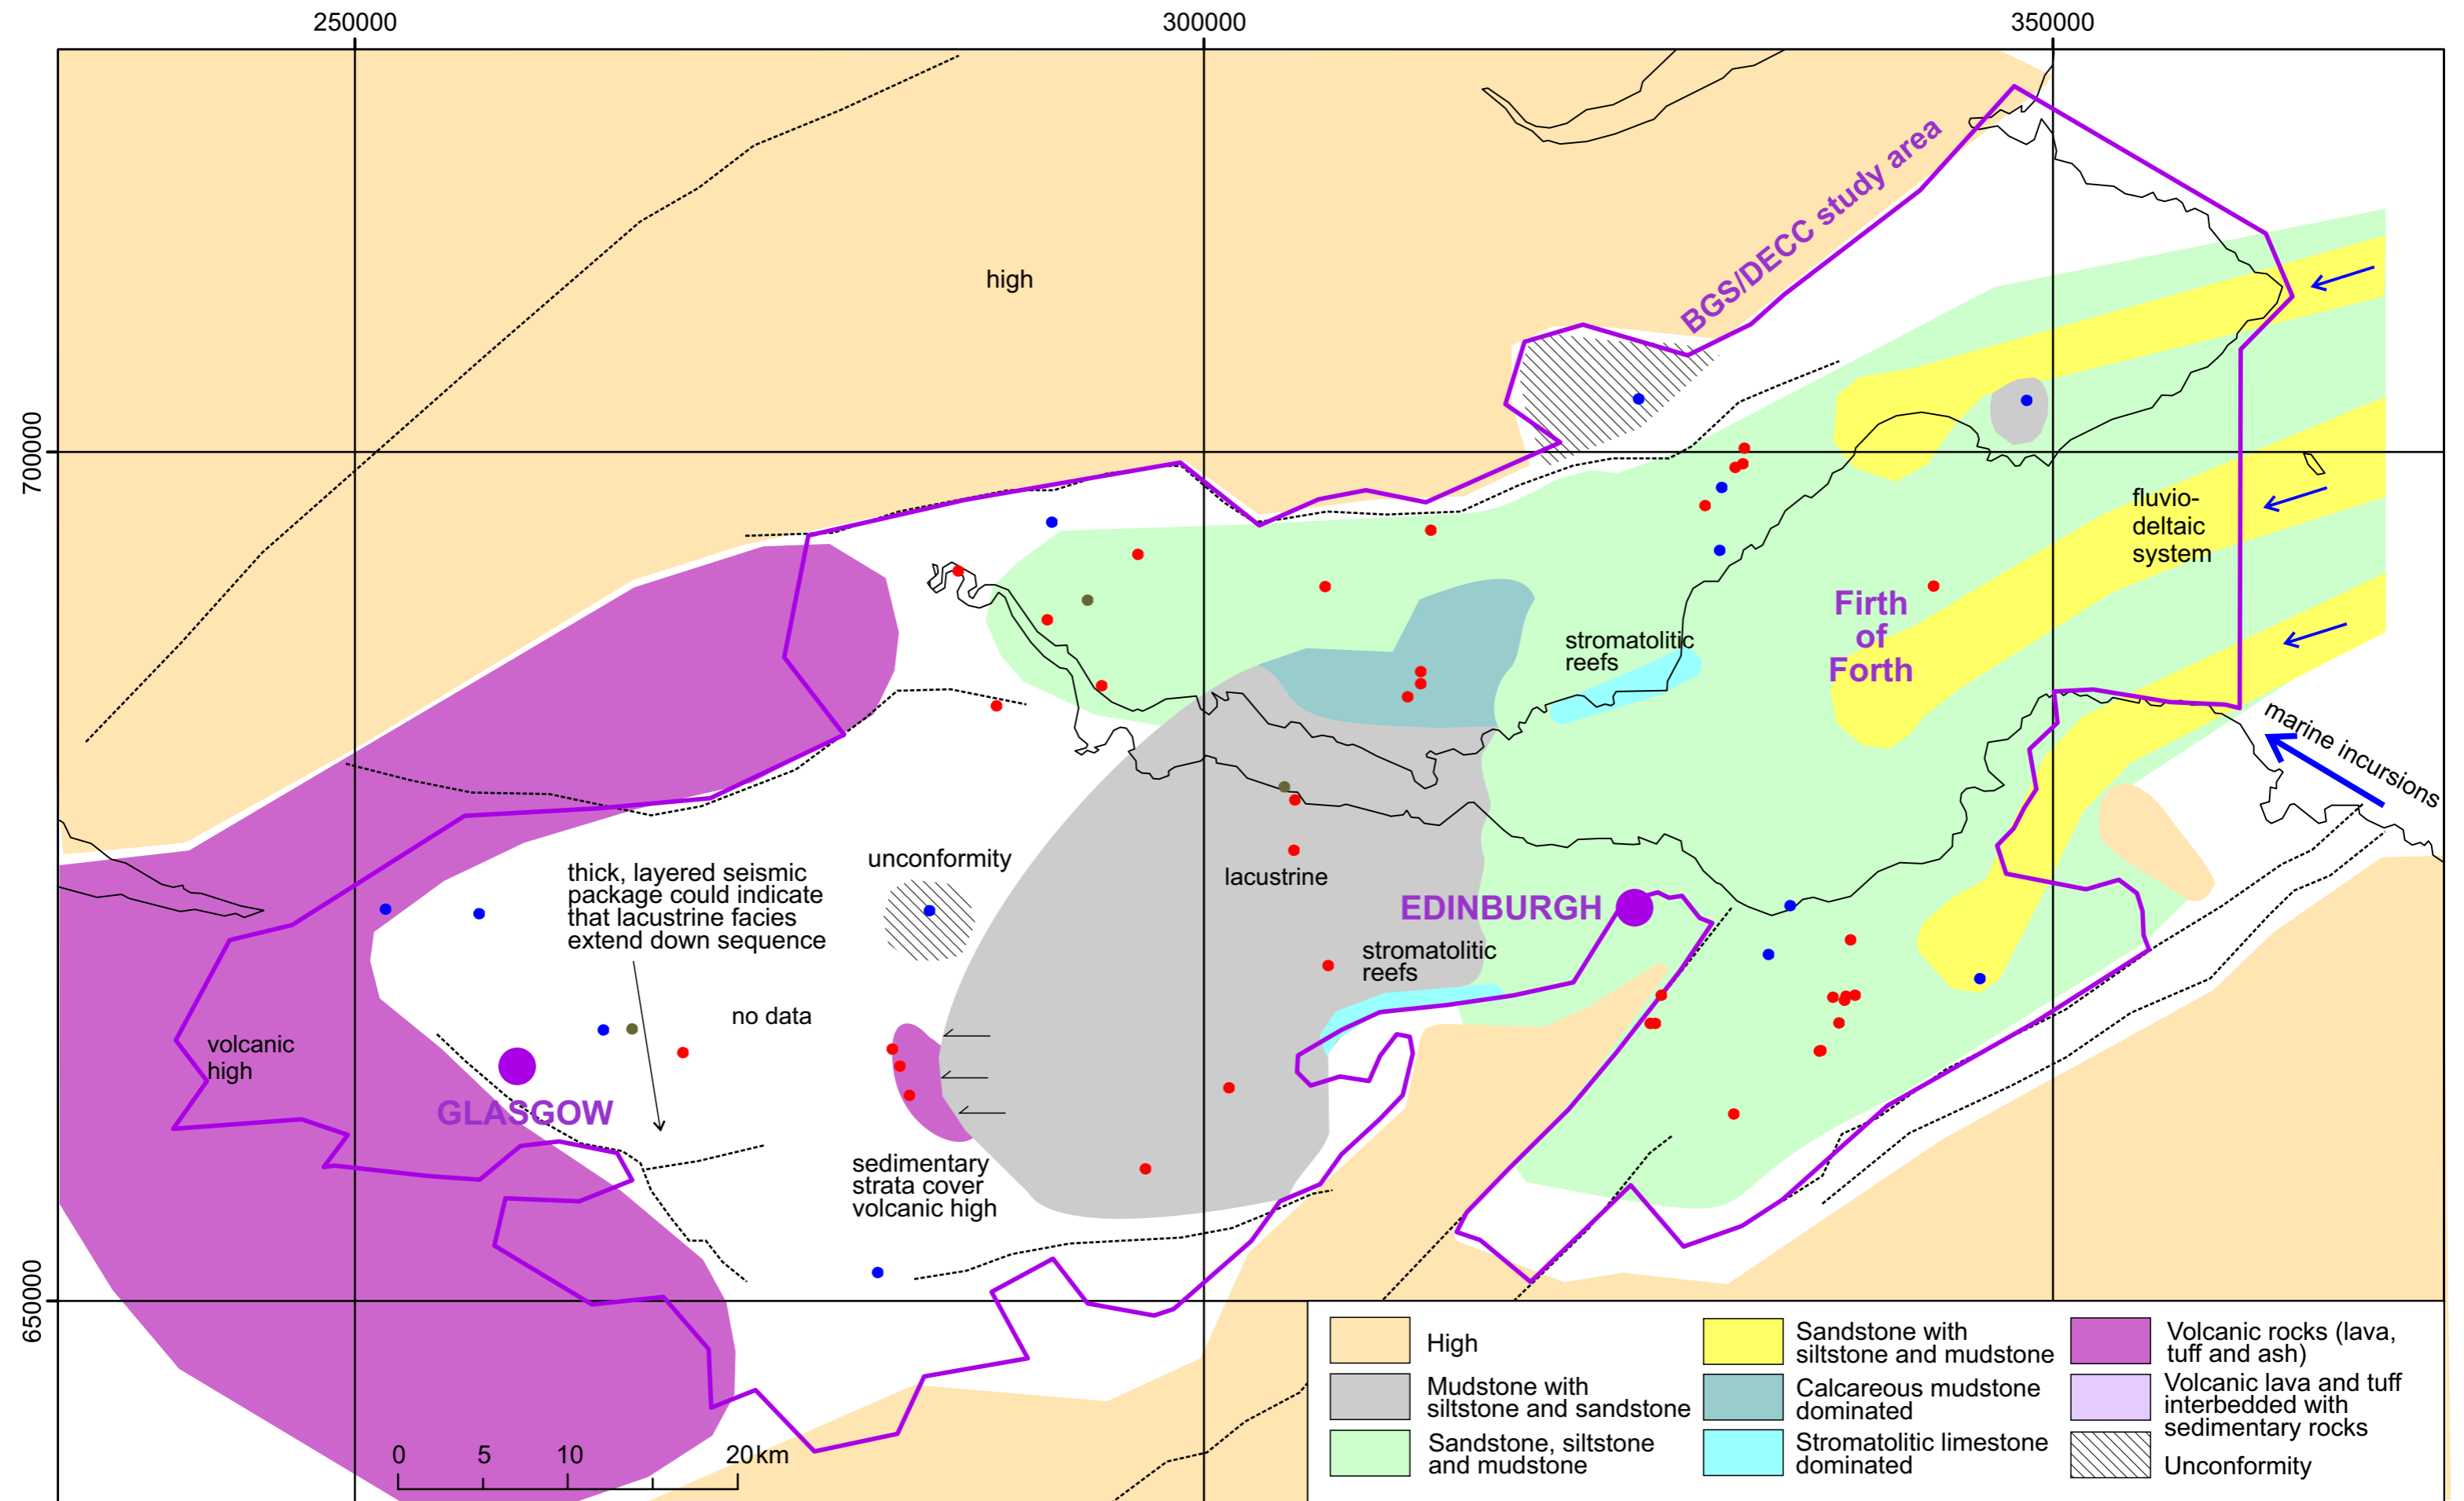 250000
300000
350000
700000
650000
high
BGS/DECC study area
fluvio-
deltaic
system
Firth
of
Forth
stromatolitic
reefs
marine incursions
thick, layered seismic
package could indicate
that lacustrine facies
extend down sequence
unconformity
lacustrine
EDINBURGH
stromatolitic
reefs
no data
volcanic
high
GLASGOW
sedimentary
strata cover
volcanic high
0 5 10 20km
High
Mudstone with
siltstone and sandstone
Sandstone, siltstone
and mudstone
Sandstone with
siltstone and mudstone
Calcareous mudstone
dominated
Stromatolitic limestone
dominated
Volcanic rocks (lava,
tuff and ash)
Volcanic lava and tuff
interbedded with
sedimentary rocks
Unconformity